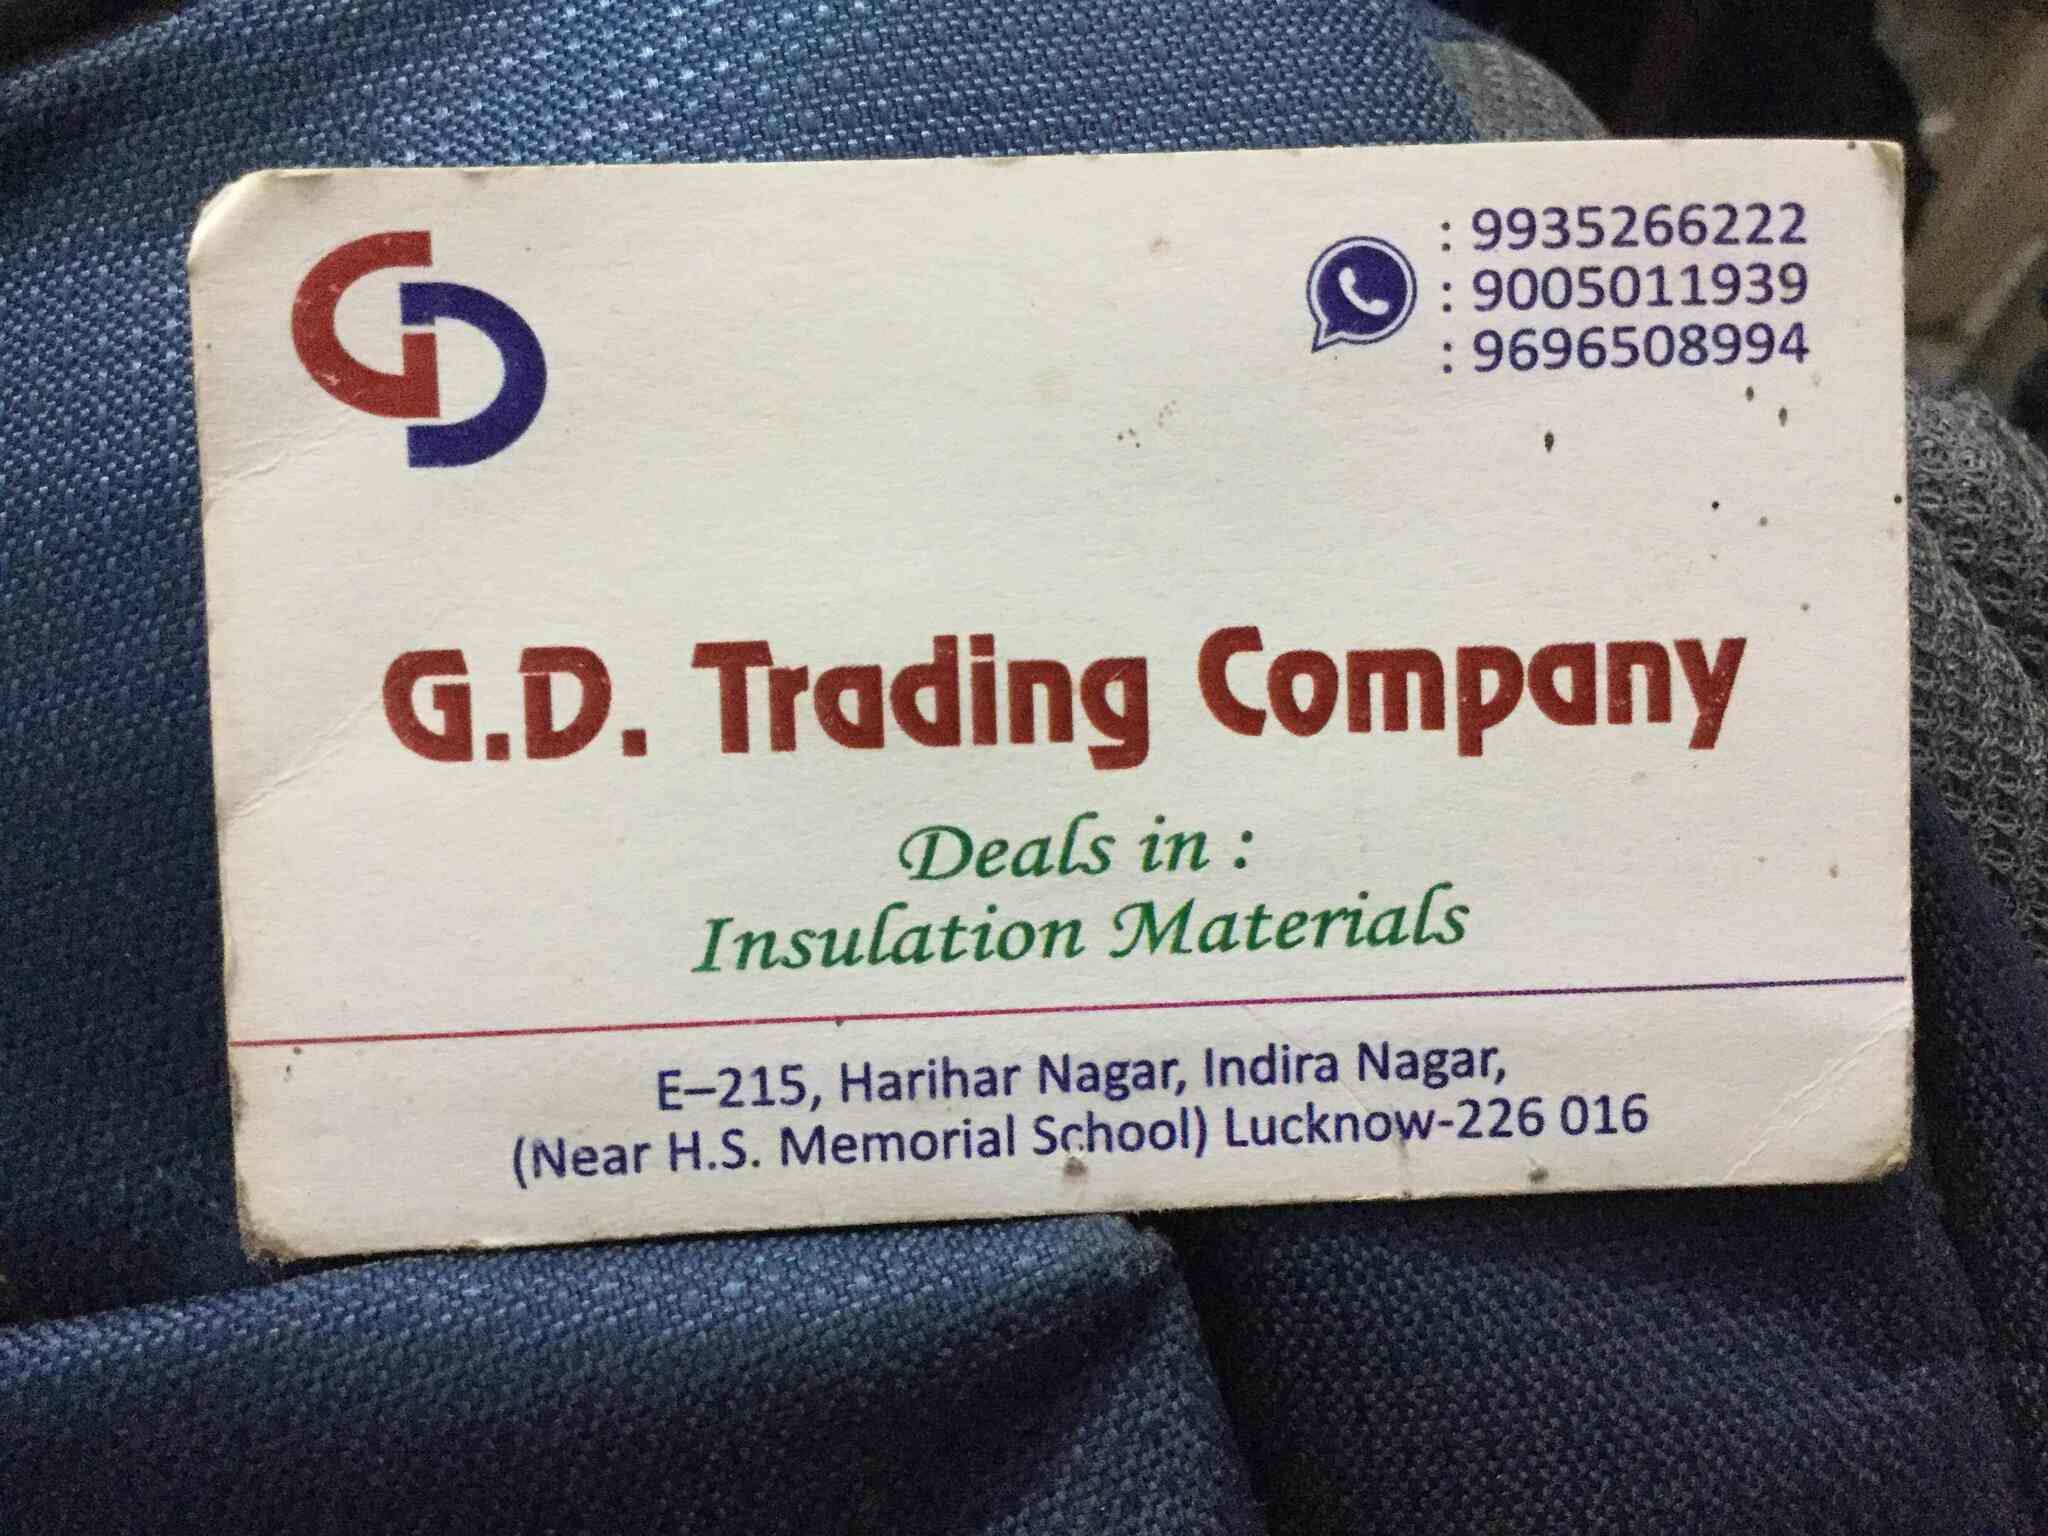 GD
: 9935266222
: 9005011939
: 9696508994
G.D. Trading Company
Deals in :
Insulation Materials
E–215, Harihar Nagar, Indira Nagar,
(Near H.S. Memorial School) Lucknow-226 016